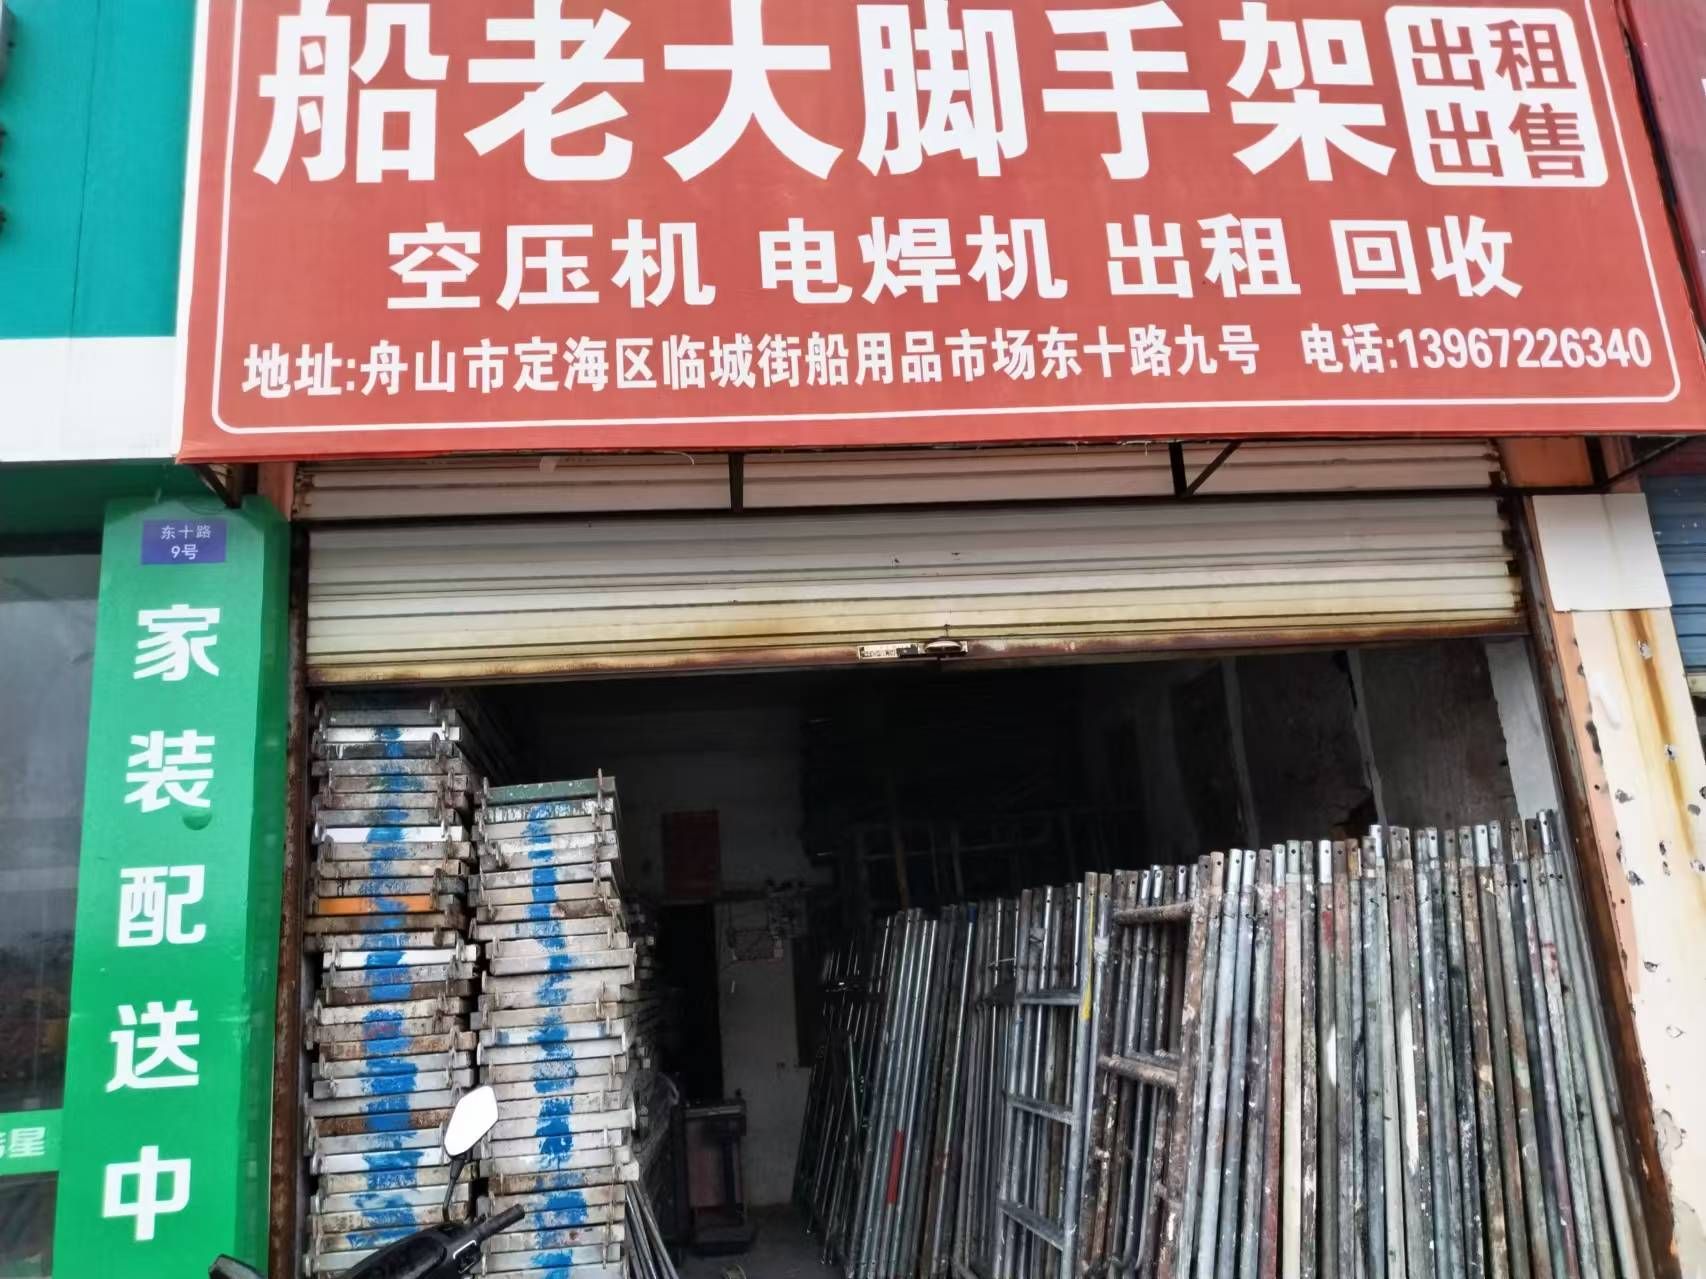 船老大脚手架 出租
出售
空压机 电焊机 出租 回收
地址:舟山市定海区临城街船用品市场东十路九号 电话:13967226340
东十路
9号
家装配送中
星